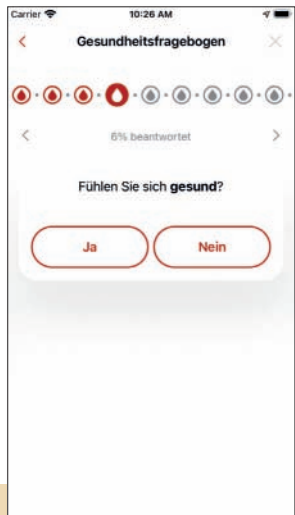 Carrier 10:26 AM
Gesundheitsfragebogen
6% beantwortet
Fühlen Sie sich gesund?
Ja Nein